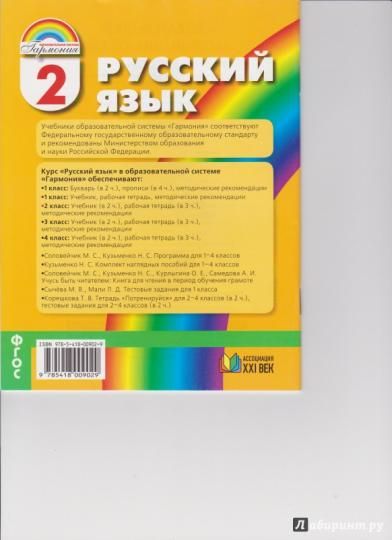 образовательная система
Гармония
2
РУССКИЙ
ЯЗЫК
Учебники образовательной системы «Гармония» соответствуют
Федеральному государственному образовательному стандарту
и рекомендованы Министерством образования
и науки Российской Федерации.
Курс «Русский язык» в образовательной системе
«Гармония» обеспечивают:
•1 класс: Букварь (в 2 ч.), прописи (в 4 ч.), методические рекомендации
•1 класс: Учебник, рабочая тетрадь, методические рекомендации
•2 класс: Учебник (в 2 ч.), рабочая тетрадь (в 3 ч.),
методические рекомендации
•3 класс: Учебник (в 2 ч.), рабочая тетрадь (в 3 ч.),
методические рекомендации
•4 класс: Учебник (в 2 ч.), рабочая тетрадь (в 3 ч.),
методические рекомендации
•Соловейчик М. С., Кузьменко Н. С. Программа для 1–4 классов
•Кузьменко Н. С. Комплект наглядных пособий для 1–4 классов
•Соловейчик М. С., Кузьменко Н. С., Курлыгина О. Е., Самедова А. И.
Учусь быть читателем: Книга для чтения в период обучения грамоте
•Сычёва М. В., Мали Л. Д. Тестовые задания для 1 класса
•Корешкова Т. В. Тетрадь «Потренируйся» для 2–4 классов (в 2 ч.),
тестовые задания для 2–4 классов (в 2 ч.)
ФГОС
ISBN 978-5-418-00902-9
9 785418 009029
АССОЦИАЦИЯ
XXI ВЕК
Лабиринт.ру